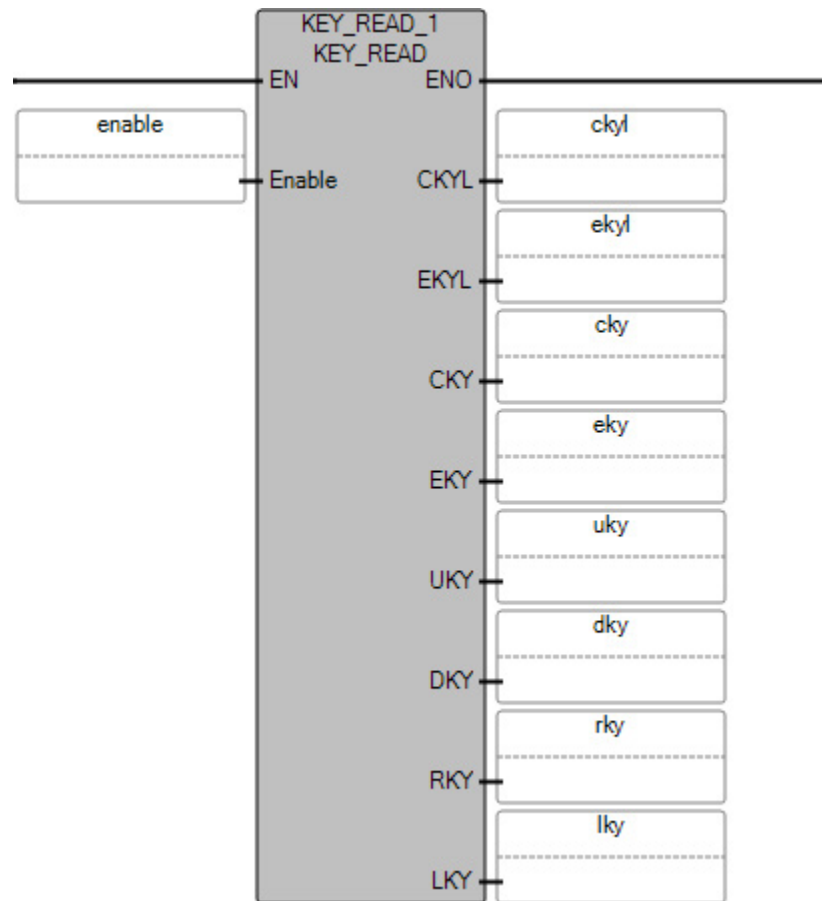 KEY_READ_1
KEY_READ
EN ENO
enable ckyl
Enable CKYL
ekyl
EKYL
cky
CKY
eky
EKY
uky
UKY
dky
DKY
rky
RKY
lky
LKY